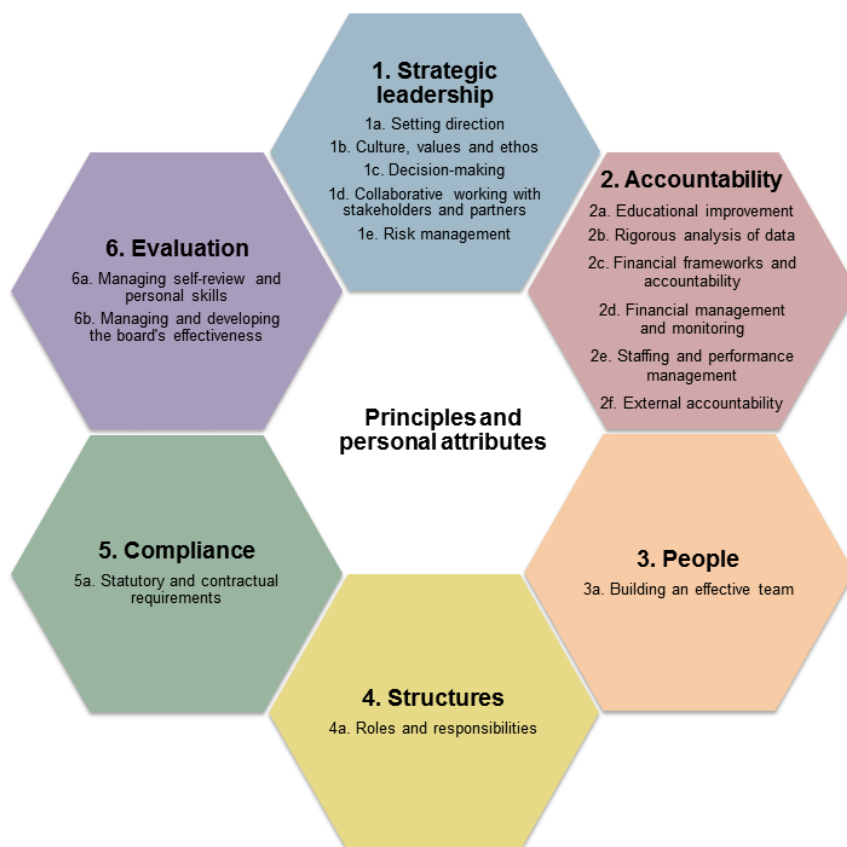 1. Strategic
leadership
1a. Setting direction
1b. Culture, values and ethos
1c. Decision-making
1d. Collaborative working with
stakeholders and partners
1e. Risk management
2. Accountability
2a. Educational improvement
2b. Rigorous analysis of data
2c. Financial frameworks and
accountability
2d. Financial management
and monitoring
2e. Staffing and performance
management
2f. External accountability
3. People
3a. Building an effective team
4. Structures
4a. Roles and responsibilities
5. Compliance
5a. Statutory and contractual
requirements
6. Evaluation
6a. Managing self-review and
personal skills
6b. Managing and developing
the board's effectiveness
Principles and
personal attributes